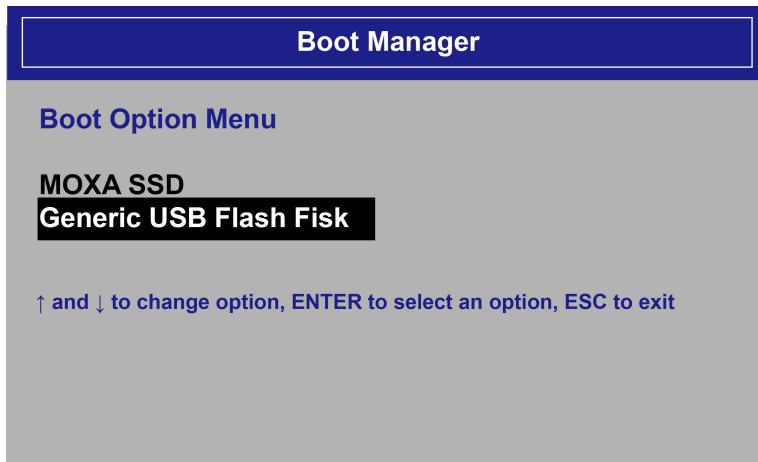 Boot Manager
Boot Option Menu
MOXA SSD
Generic USB Flash Fisk
↑ and ↓ to change option, ENTER to select an option, ESC to exit